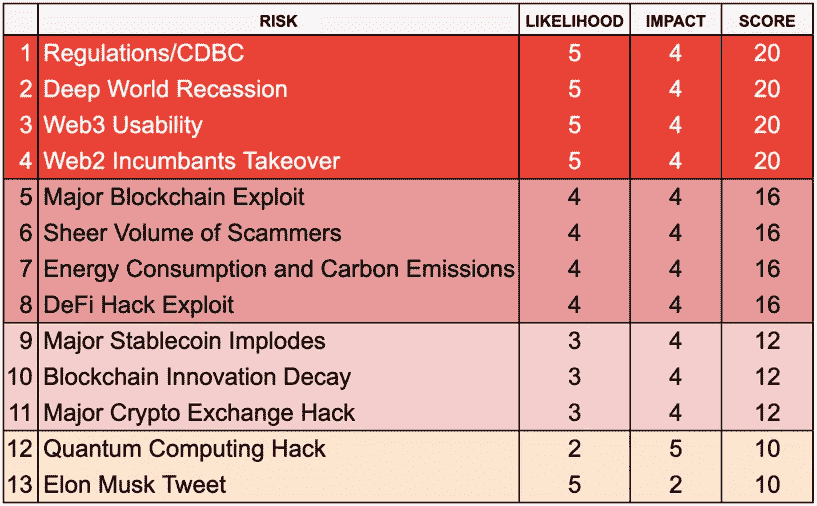 RISK LIKELIHOOD IMPACT SCORE
1 Regulations/CDBC 5 4 20
2 Deep World Recession 5 4 20
3 Web3 Usability 5 4 20
4 Web2 Incumbants Takeover 5 4 20
5 Major Blockchain Exploit 4 4 16
6 Sheer Volume of Scammers 4 4 16
7 Energy Consumption and Carbon Emissions 4 4 16
8 DeFi Hack Exploit 4 4 16
9 Major Stablecoin Implodes 3 4 12
10 Blockchain Innovation Decay 3 4 12
11 Major Crypto Exchange Hack 3 4 12
12 Quantum Computing Hack 2 5 10
13 Elon Musk Tweet 5 2 10